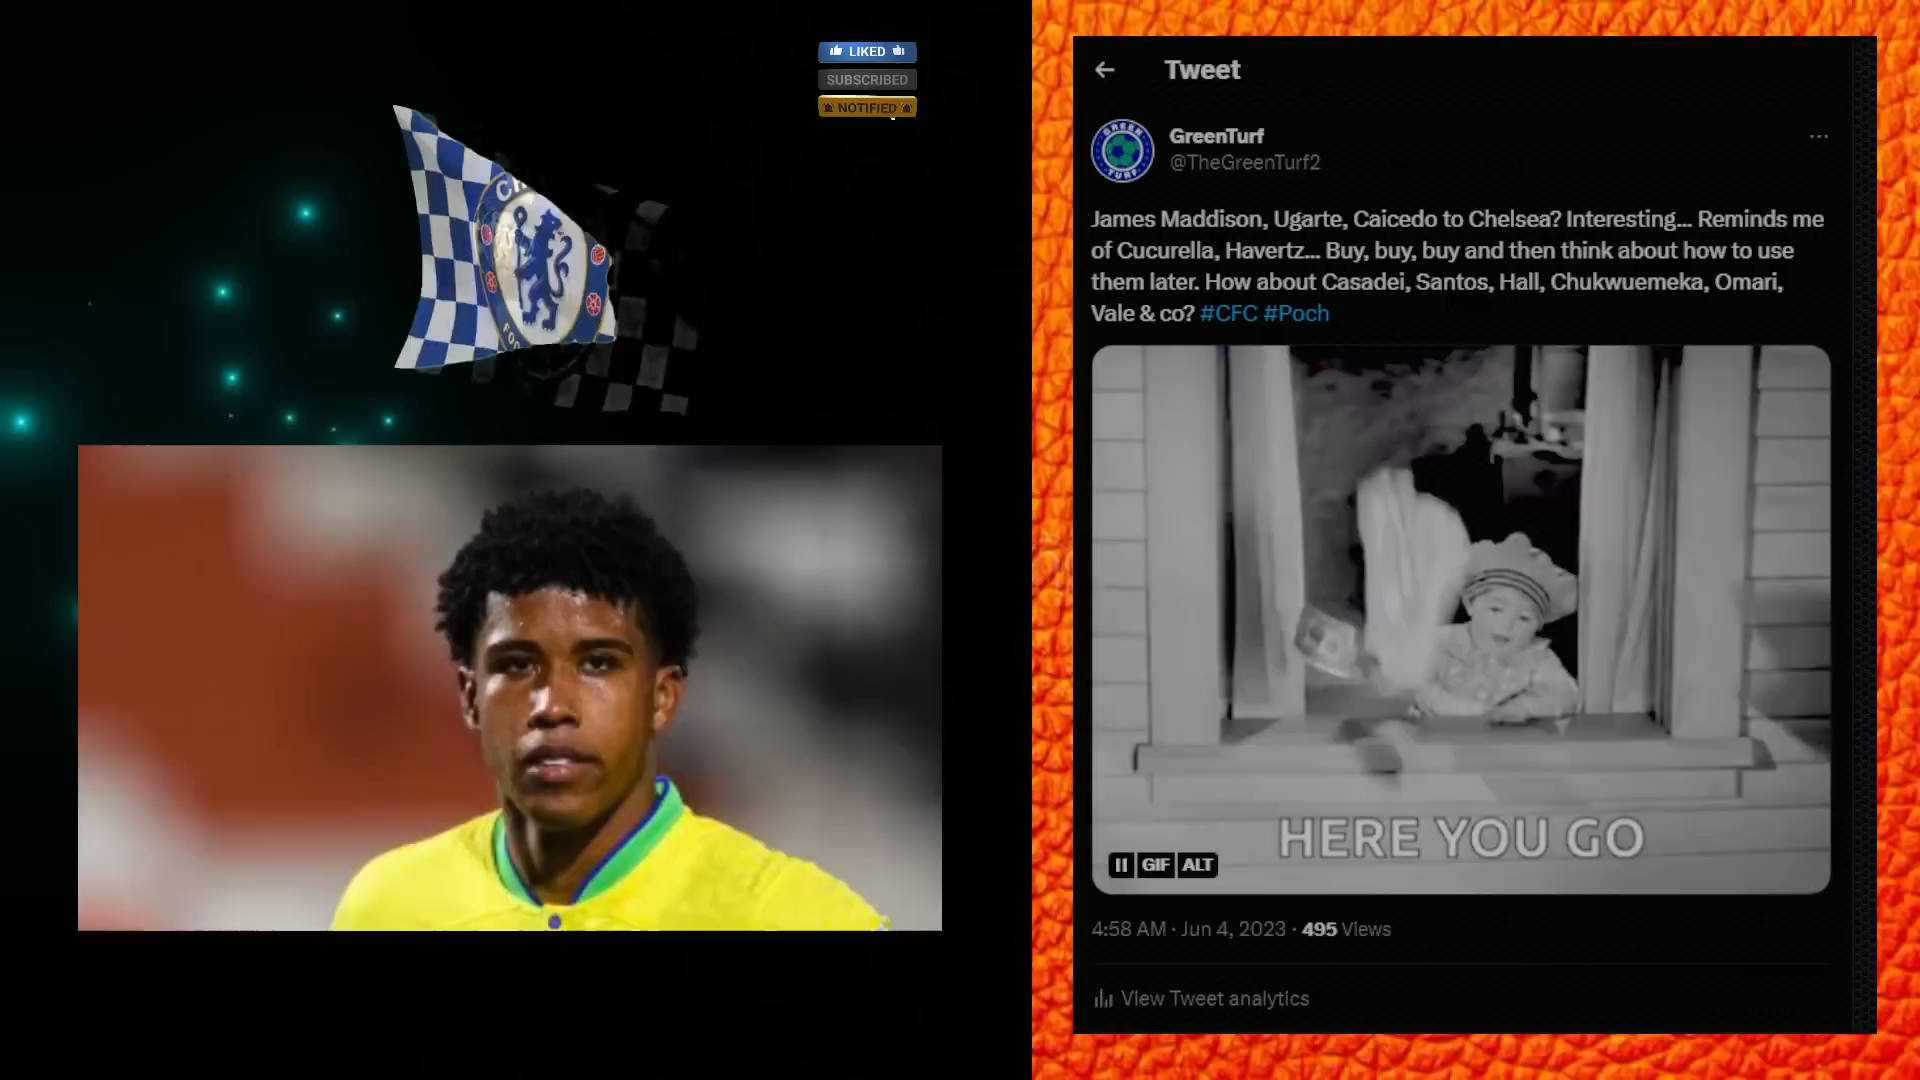 LIKED
SUBSCRIBED
NOTIFIED
Tweet
GREEN
TURF
GreenTurf
@TheGreenTurf2
James Maddison, Ugarte, Caicedo to Chelsea? Interesting... Reminds me
of Cucurella, Havertz... Buy, buy, buy and then think about how to use
them later. How about Casadei, Santos, Hall, Chukwuemeka, Omari,
Vale & co? #CFC #Poch
HERE YOU GO
GIF ALT
4:58 AM · Jun 4, 2023 · 495 Views
View Tweet analytics